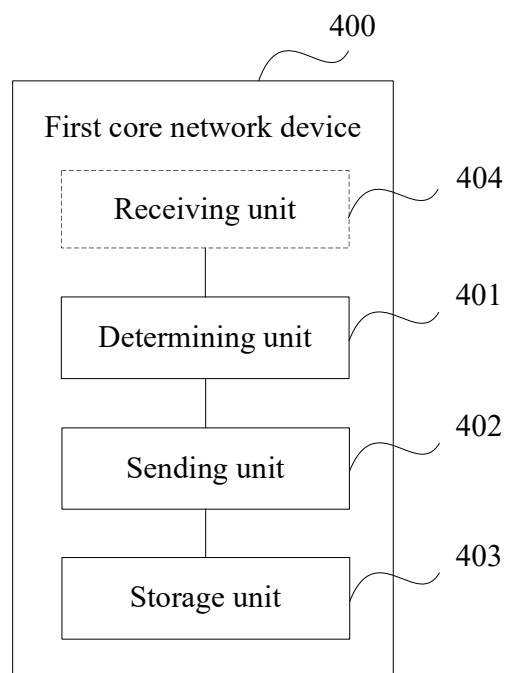 400
First core network device
404
Receiving unit
401
Determining unit
402
Sending unit
403
Storage unit